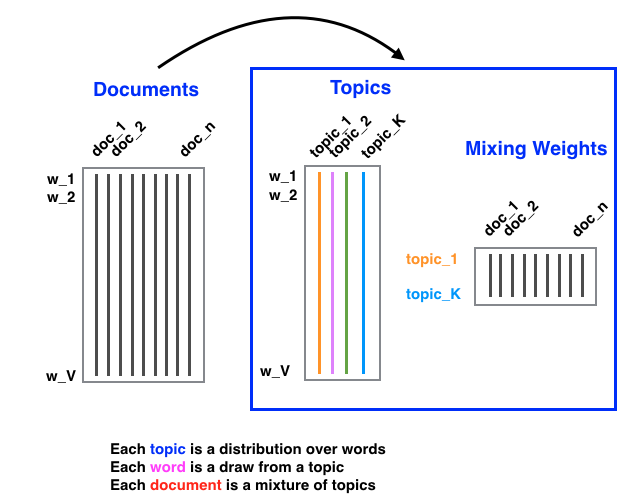 Documents
doc_1
doc_2
doc_n
w_1
w_2
w_V
Topics
topic_1
topic_2
topic_K
w_1
w_2
w_V
Mixing Weights
doc_1
doc_2
doc_n
topic_1
topic_K
Each topic is a distribution over words
Each word is a draw from a topic
Each document is a mixture of topics